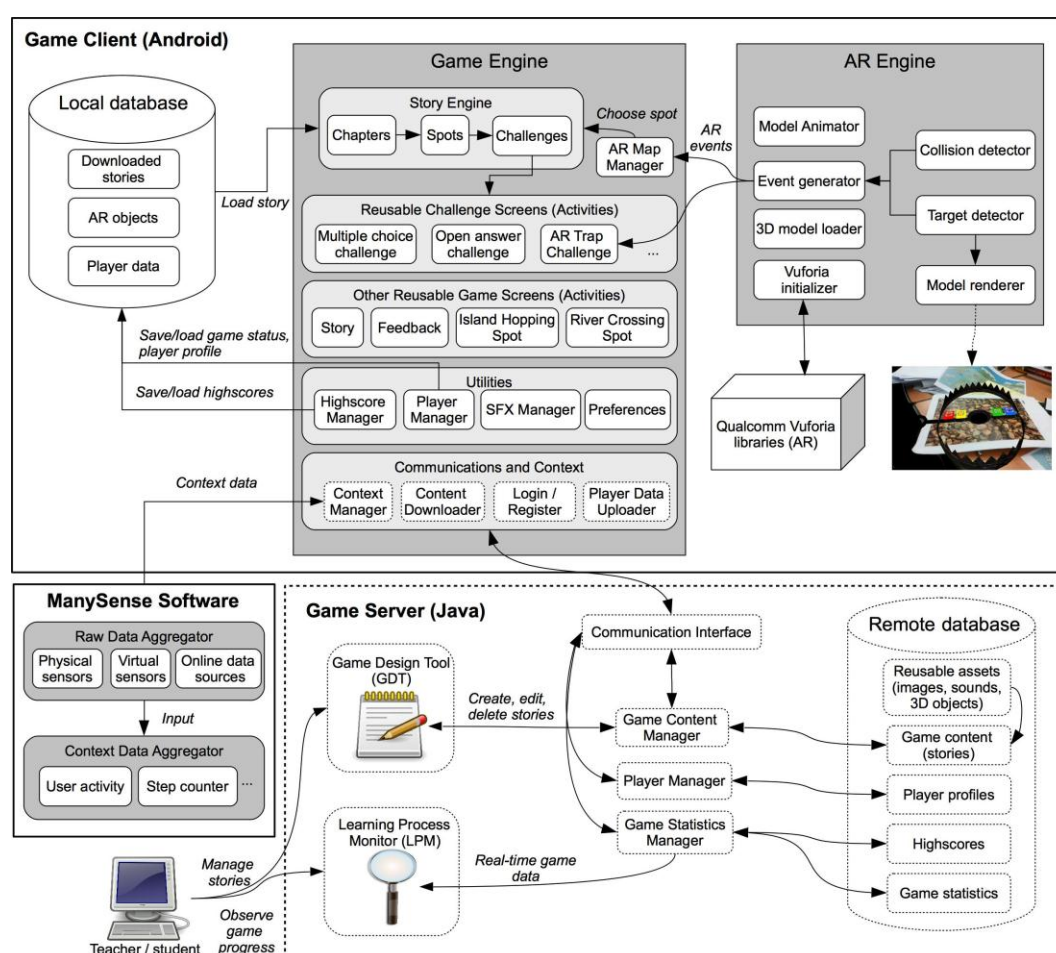 Game Client (Android)
Local database
Downloaded
stories
AR objects
Player data
Load story
Game Engine
Story Engine
Chapters
Spots
Challenges
Choose spot
AR Map
Manager
AR
events
Reusable Challenge Screens (Activities)
Multiple choice
challenge
Open answer
challenge
AR Trap
Challenge
...
Other Reusable Game Screens (Activities)
Story
Feedback
Island Hopping
Spot
River Crossing
Spot
Save/load game status,
player profile
Save/load highscores
Utilities
Highscore
Manager
Player
Manager
SFX Manager
Preferences
Context data
Communications and Context
Context
Manager
Content
Downloader
Login /
Register
Player Data
Uploader
AR Engine
Model Animator
Event generator
3D model loader
Vuforia
initializer
Collision detector
Target detector
Model renderer
Qualcomm Vuforia
libraries (AR)
ManySense Software
Raw Data Aggregator
Physical
sensors
Virtual
sensors
Online data
sources
Input
Context Data Aggregator
User activity
Step counter
...
Teacher / student
Manage
stories
Observe
game
progress
Game Server (Java)
Game Design Tool
(GDT)
Learning Process
Monitor (LPM)
Create, edit,
delete stories
Real-time game
data
Communication Interface
Game Content
Manager
Player Manager
Game Statistics
Manager
Remote database
Reusable assets
(images, sounds,
3D objects)
Game content
(stories)
Player profiles
Highscores
Game statistics